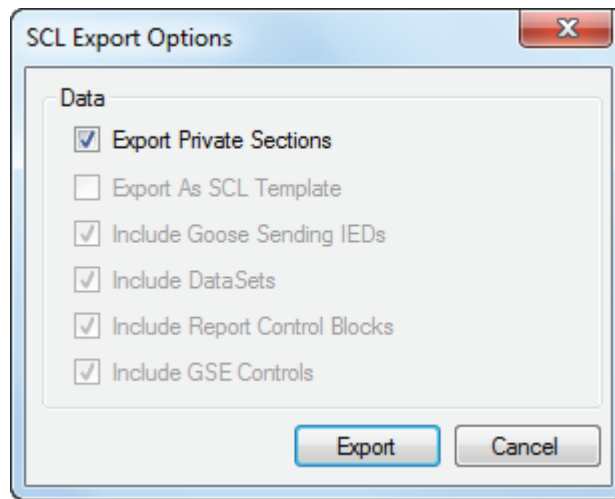 SCL Export Options
Data
Export Private Sections
Export As SCL Template
Include Goose Sending IEDs
Include DataSets
Include Report Control Blocks
Include GSE Controls
Export Cancel